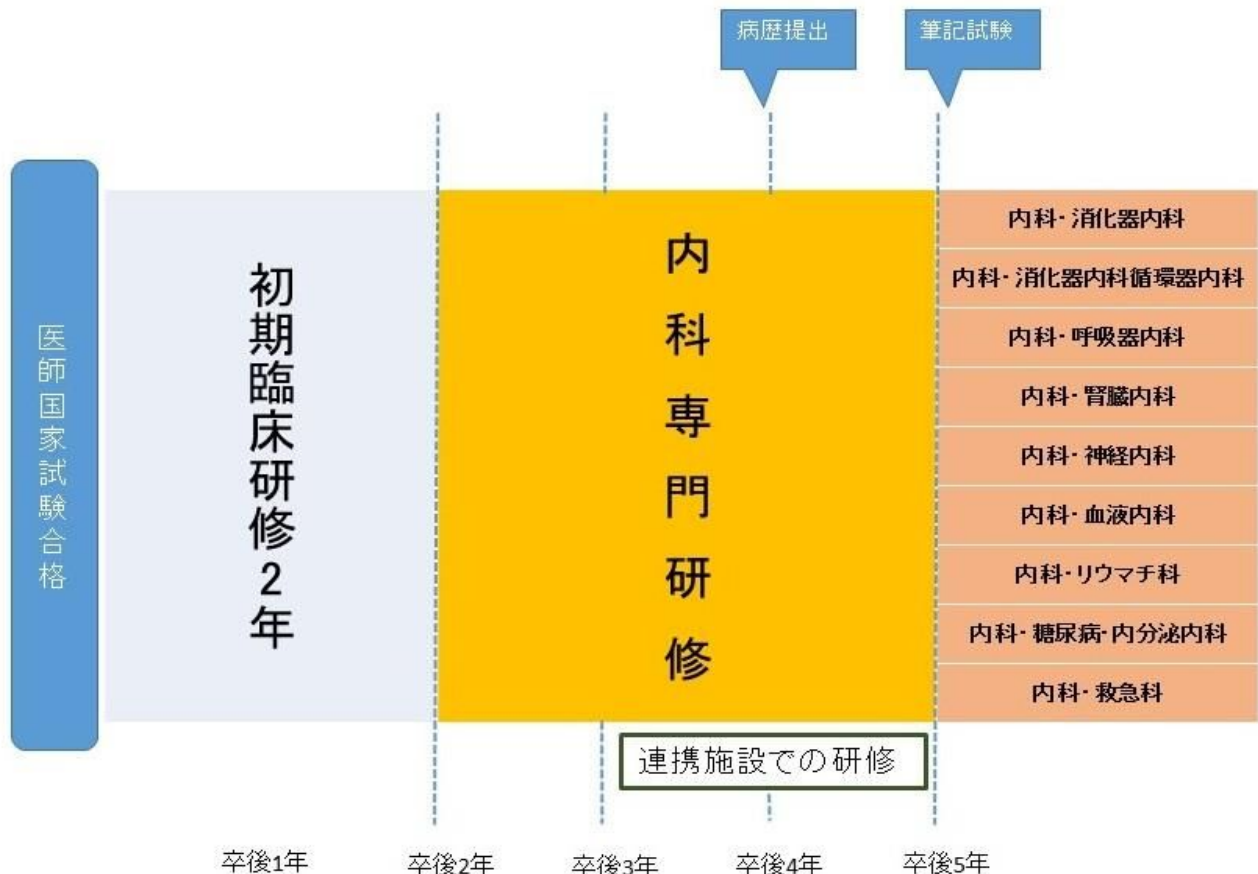 病歴提出
筆記試験
医師国家試験合格
初期臨床研修2年
内科専門研修
内科・消化器内科
内科・消化器内科循環器内科
内科・呼吸器内科
内科・腎臓内科
内科・神経内科
内科・血液内科
内科・リウマチ科
内科・糖尿病・内分泌内科
内科・救急科
連携施設での研修
卒後1年
卒後2年
卒後3年
卒後4年
卒後5年